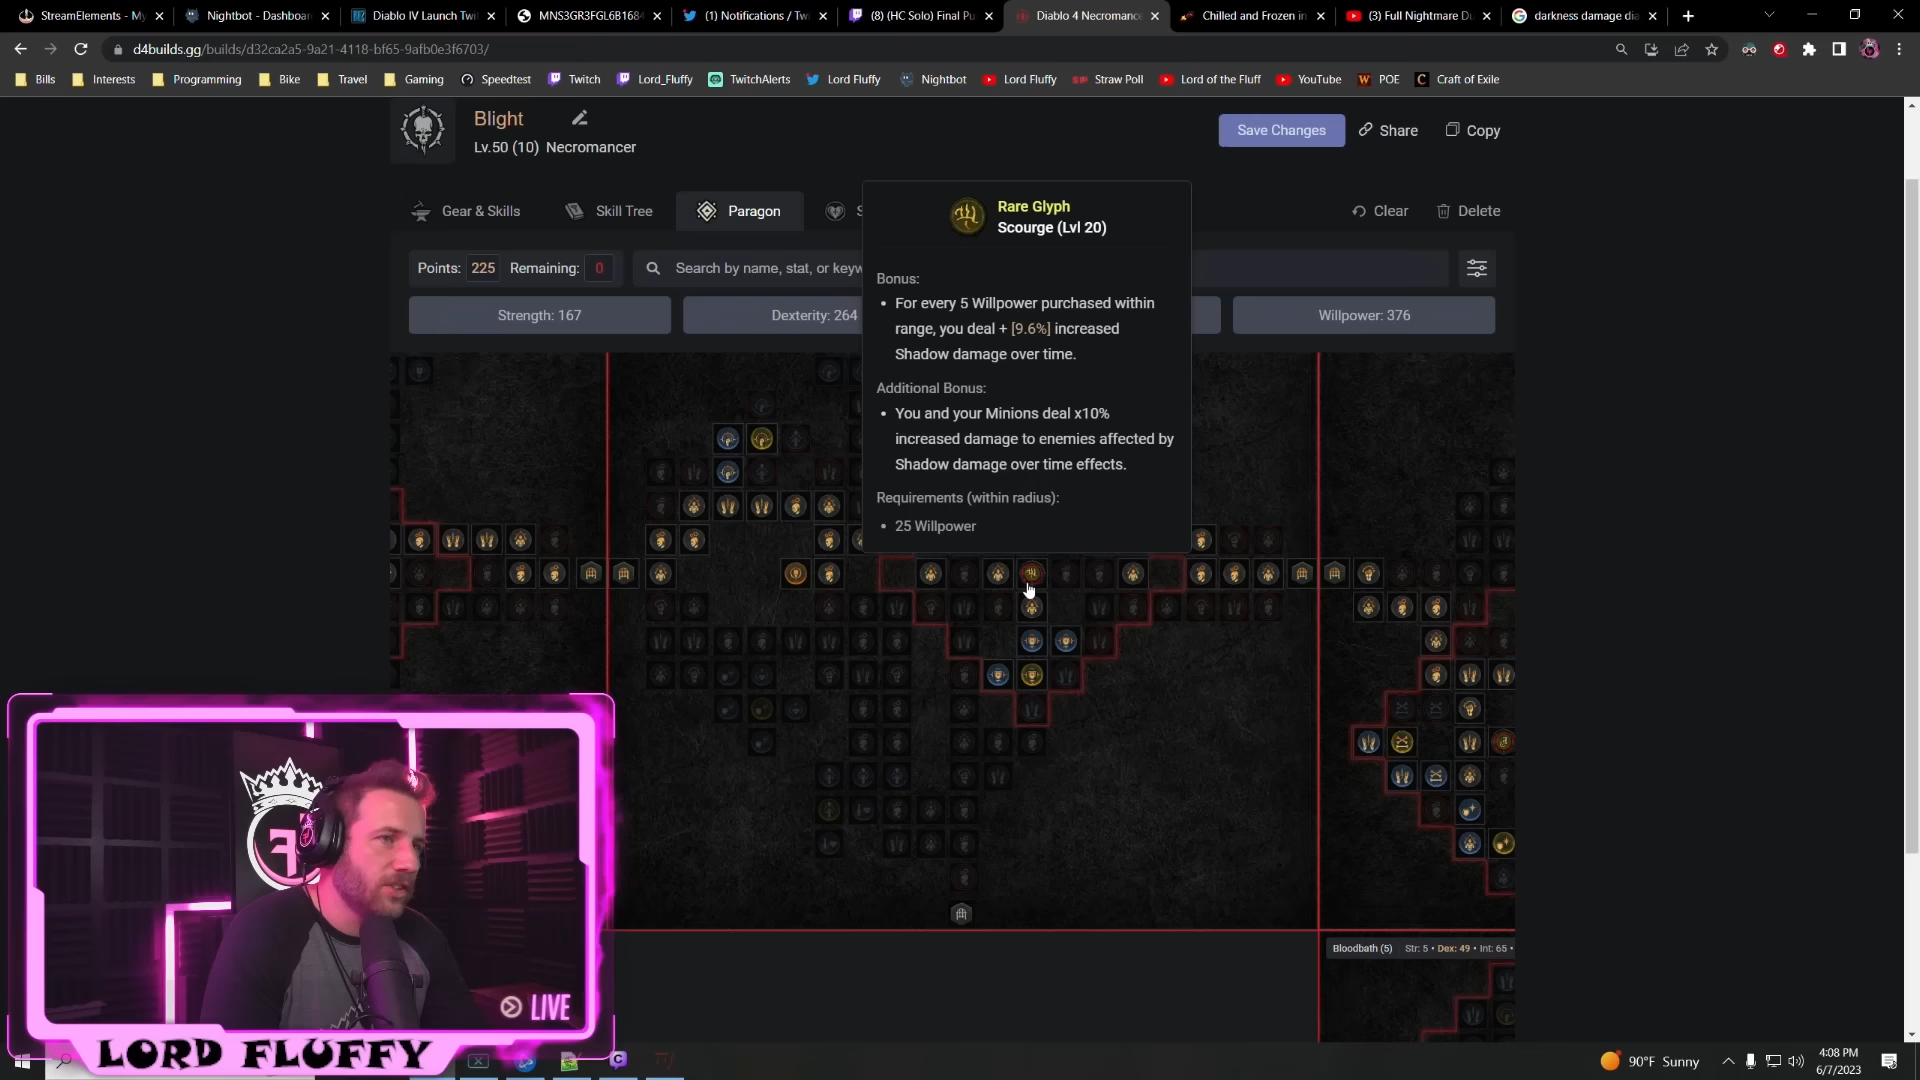 StreamElements - My
Nightbot - Dashboar
Diablo IV Launch Twi
MNS3GR3FGL6B1684
(1) Notifications / Tw
(8) (HC Solo) Final Pu
Diablo 4 Necromance
Chilled and Frozen in
(3) Full Nightmare Du
darkness damage dia
d4builds.gg/builds/d32ca2a5-9a21-4118-bf65-9afb0e3f6703/
Bills
Interests
Programming
Bike
Travel
Gaming
Speedtest
Twitch
Lord_Fluffy
TwitchAlerts
Lord Fluffy
Nightbot
Lord Fluffy
Straw Poll
Lord of the Fluff
YouTube
POE
Craft of Exile
Blight
Lv.50 (10) Necromancer
Save Changes
Share
Copy
Gear & Skills
Skill Tree
Paragon
S
Clear
Delete
Points: 225 Remaining: 0
Search by name, stat, or keyw
Strength: 167
Dexterity: 264
Willpower: 376
Rare Glyph
Scourge (Lvl 20)
Bonus:
• For every 5 Willpower purchased within
range, you deal + [9.6%] increased
Shadow damage over time.
Additional Bonus:
• You and your Minions deal x10%
increased damage to enemies affected by
Shadow damage over time effects.
Requirements (within radius):
• 25 Willpower
Bloodbath (5) Str: 5 • Dex: 49 • Int: 65 •
LIVE
LORD FLUFFY
90°F Sunny
4:08 PM
6/7/2023